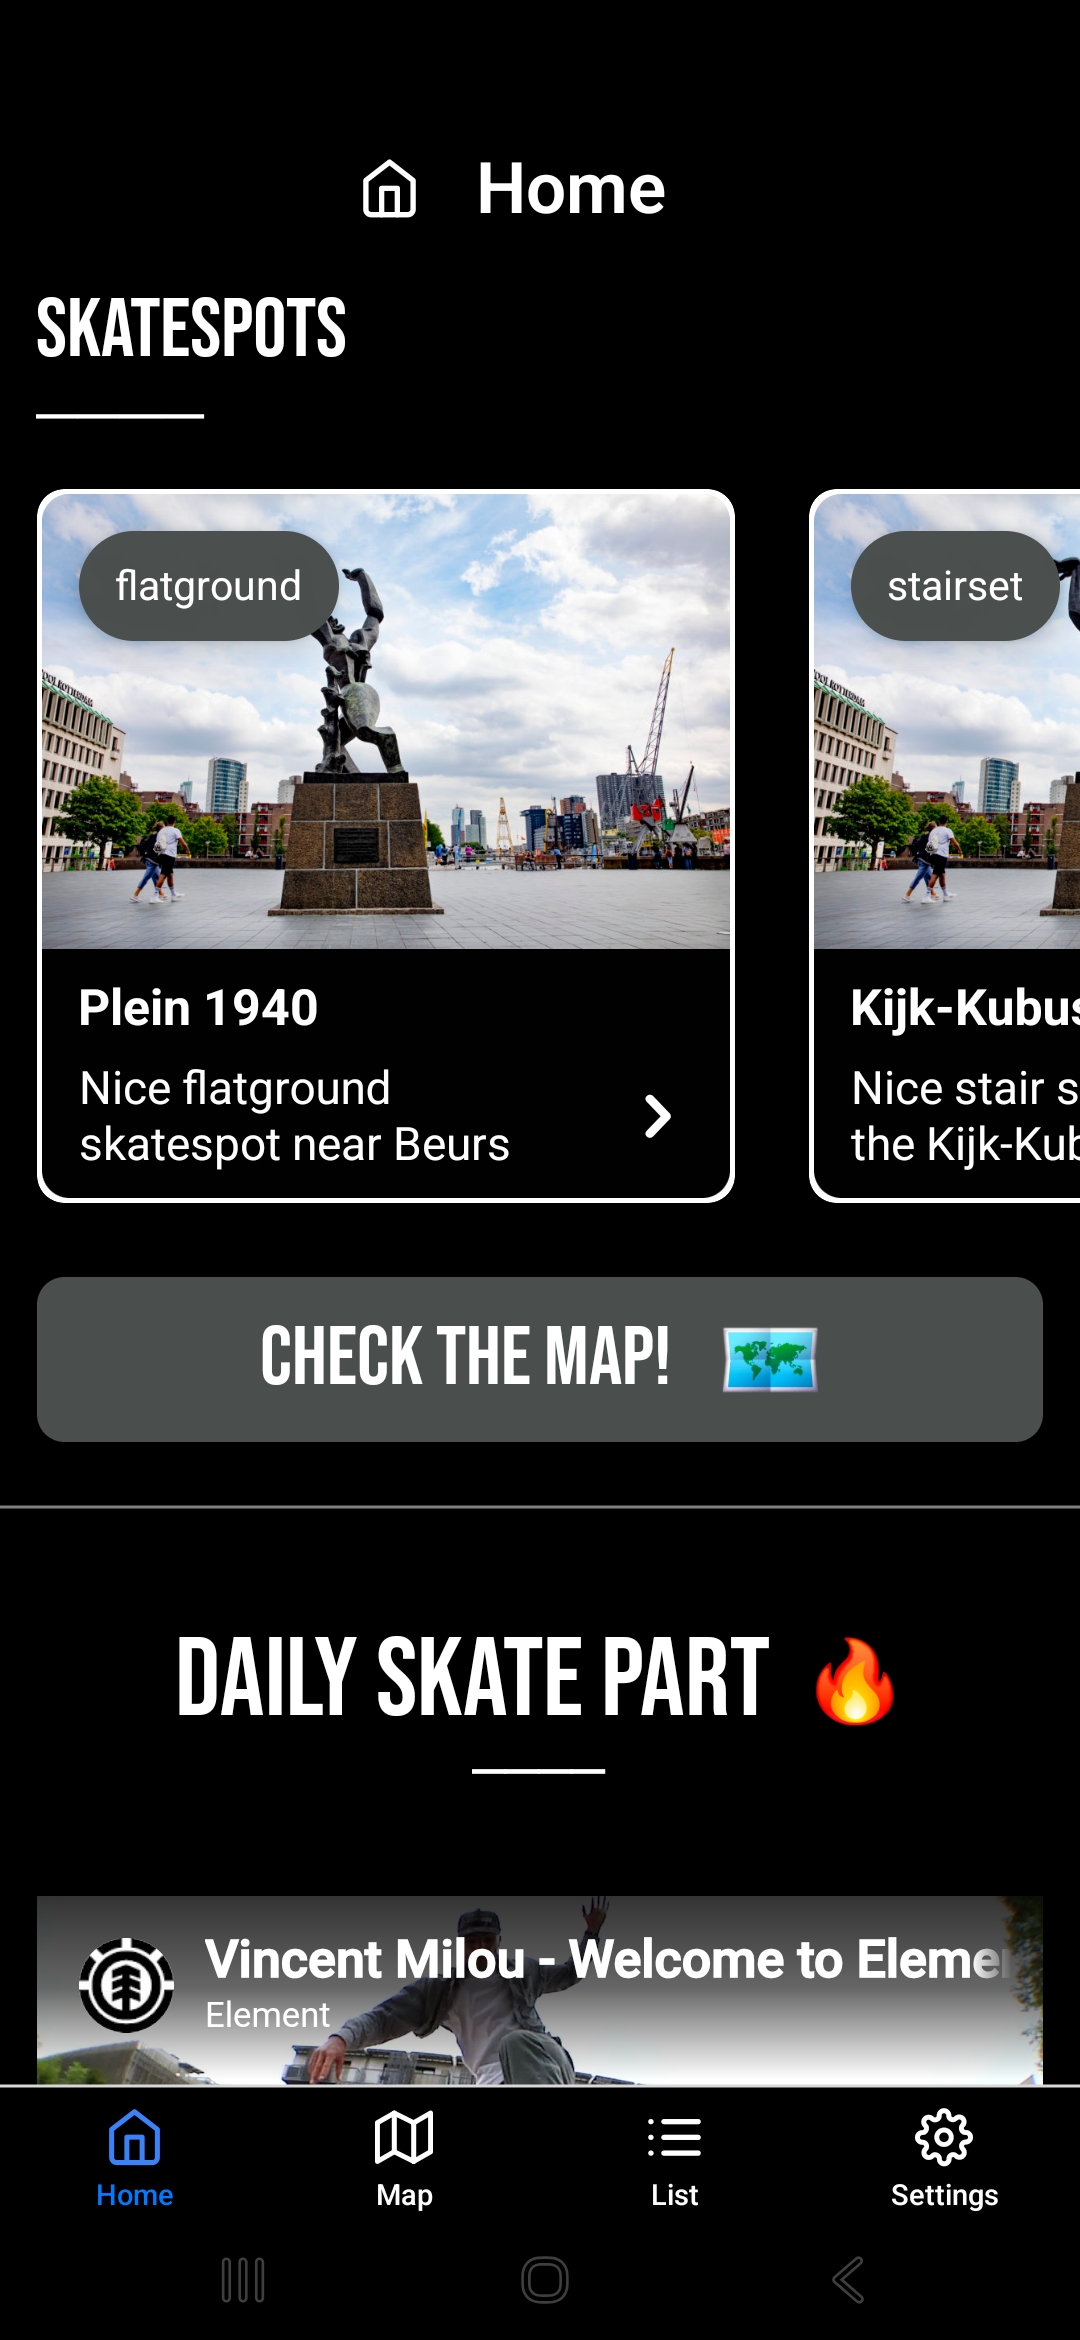 Home
SKATESPOTS
flatground
stairset
Plein 1940
Nice flatground
skatespot near Beurs
Kijk-Kubus
Nice stair s
the Kijk-Kub
CHECK THE MAP!
DAILY SKATE PART 🔥
Vincent Milou - Welcome to Elemen
Element
Home
Map
List
Settings